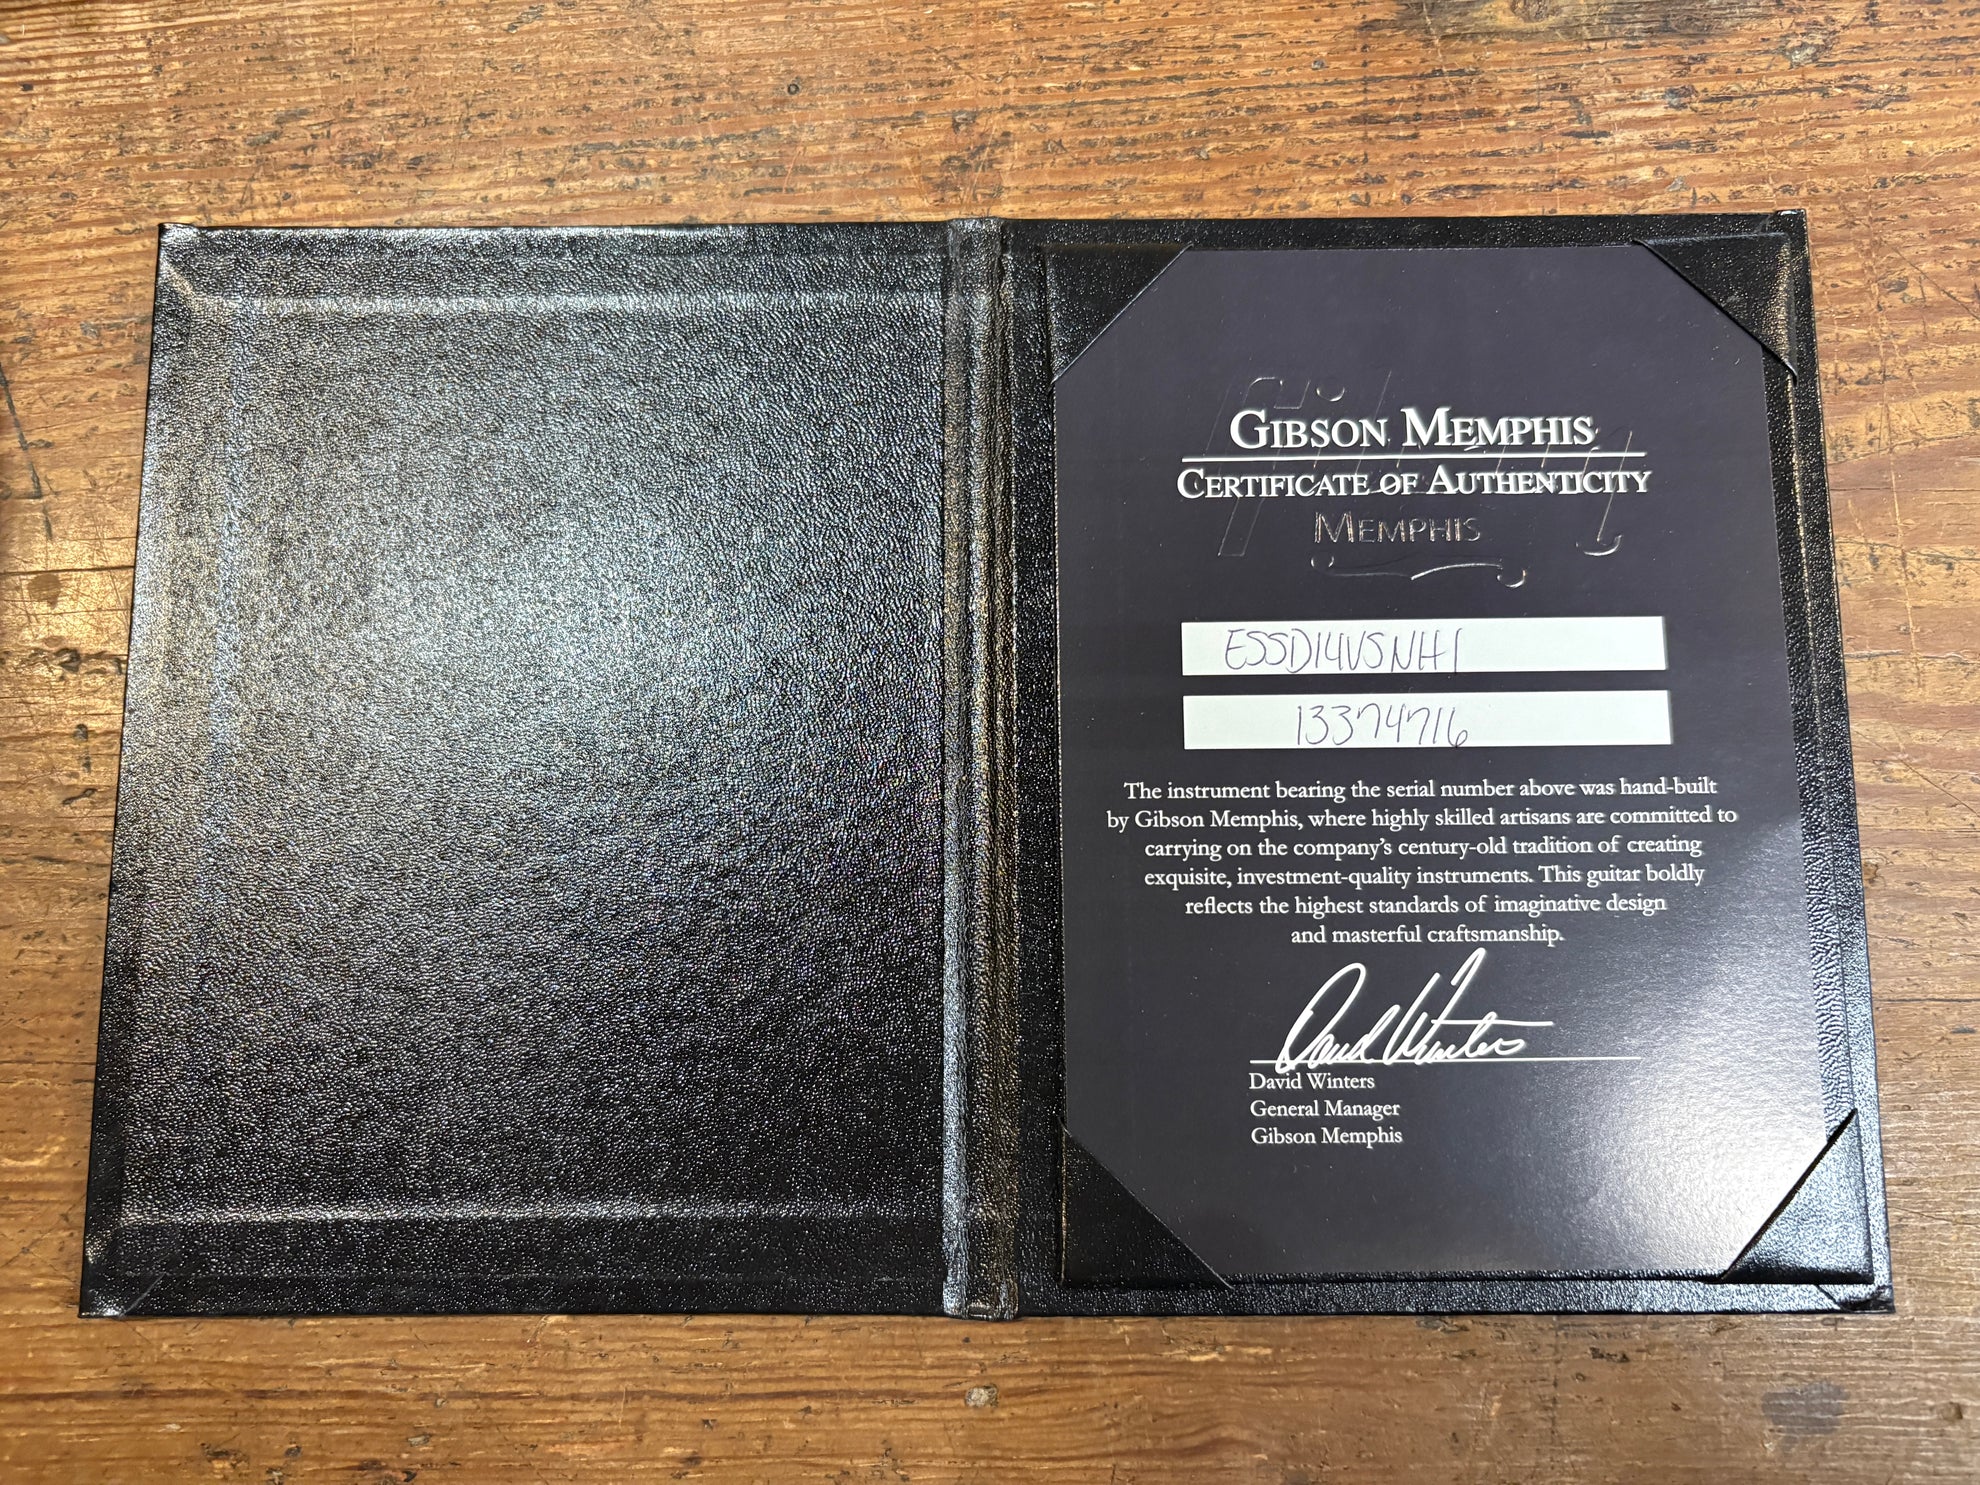 GIBSON MEMPHIS
CERTIFICATE OF AUTHENTICITY
MEMPHIS
ESSD14VSNH1
13374716
The instrument bearing the serial number above was hand-built
by Gibson Memphis, where highly skilled artisans are committed to
carrying on the company's century-old tradition of creating
exquisite, investment-quality instruments. This guitar boldly
reflects the highest standards of imaginative design
and masterful craftsmanship.
David Winters
David Winters
General Manager
Gibson Memphis